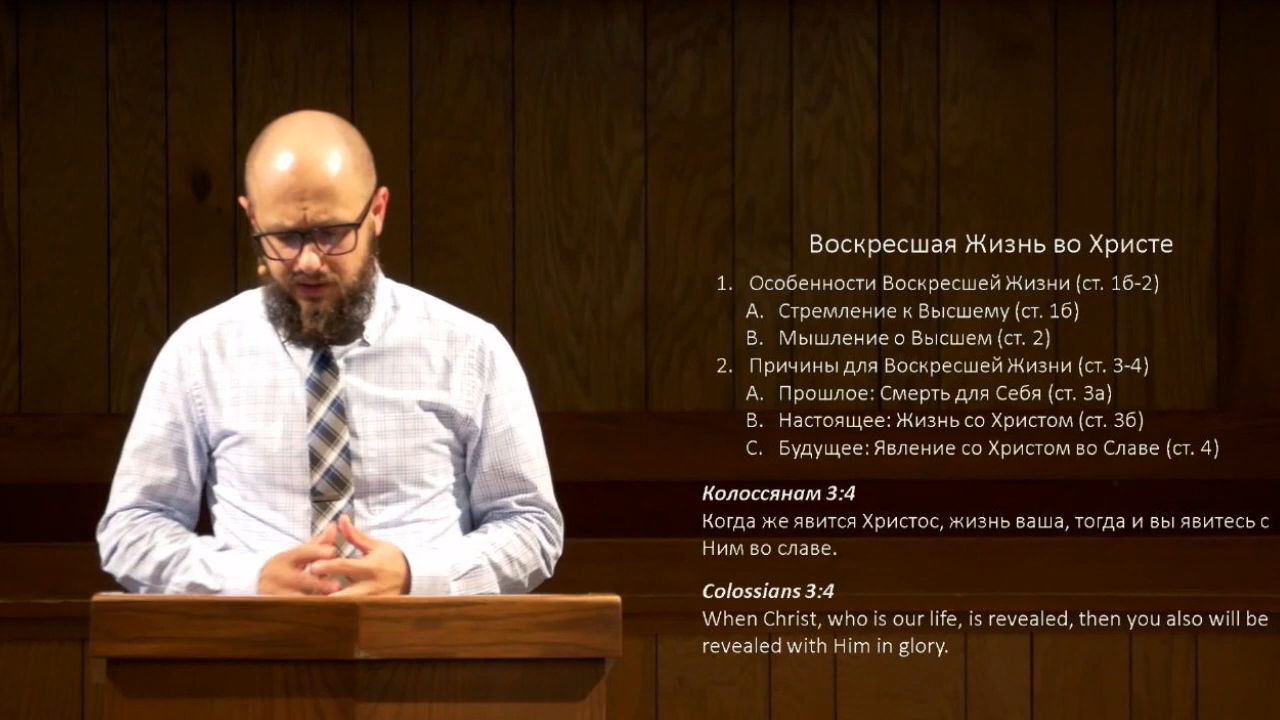 Воскресшая Жизнь во Христе
1. Особенности Воскресшей Жизни (ст. 1б-2)
A. Стремление к Высшему (ст. 1б)
B. Мышление о Высшем (ст. 2)
2. Причины для Воскресшей Жизни (ст. 3-4)
A. Прошлое: Смерть для Себя (ст. 3а)
B. Настоящее: Жизнь со Христом (ст. 3б)
C. Будущее: Явление со Христом во Славе (ст. 4)
Колоссянам 3:4
Когда же явится Христос, жизнь ваша, тогда и вы явитесь с
Ним во славе.
Colossians 3:4
When Christ, who is our life, is revealed, then you also will be
revealed with Him in glory.